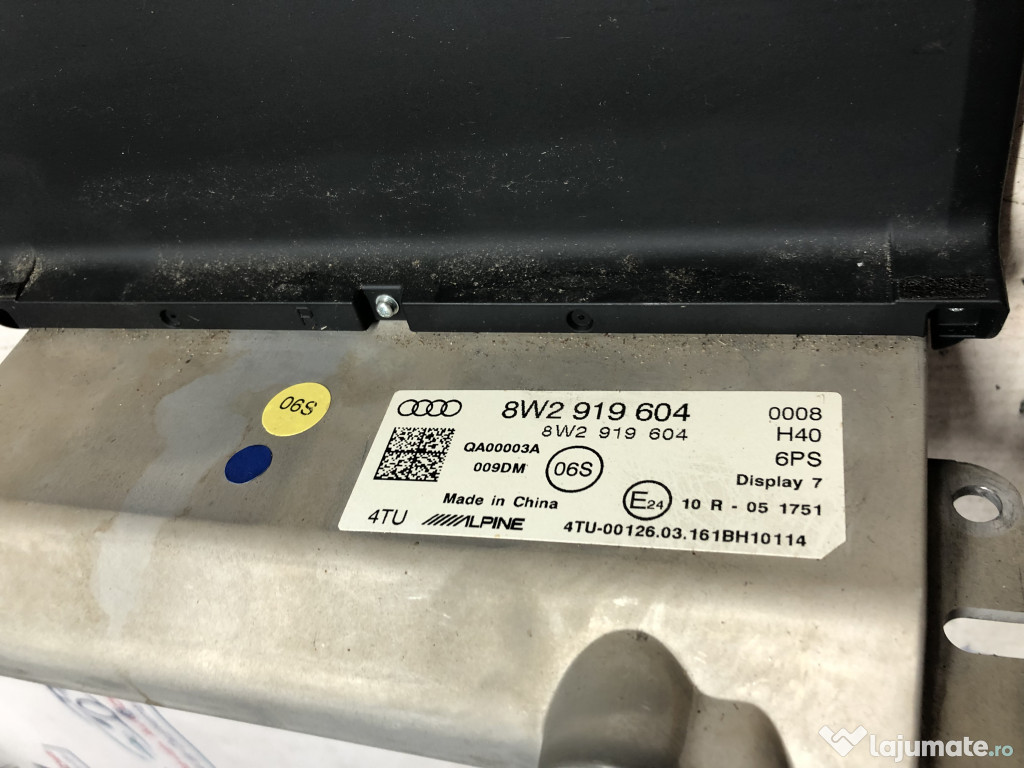 06S
8W2 919 604
8W2 919 604
0008
H40
6PS
Display 7
QA00003A
009DM
06S
Made in China
E24
10 R - 05 1751
4TU
ALPINE
4TU-00126.03.161BH10114
lajumate.ro